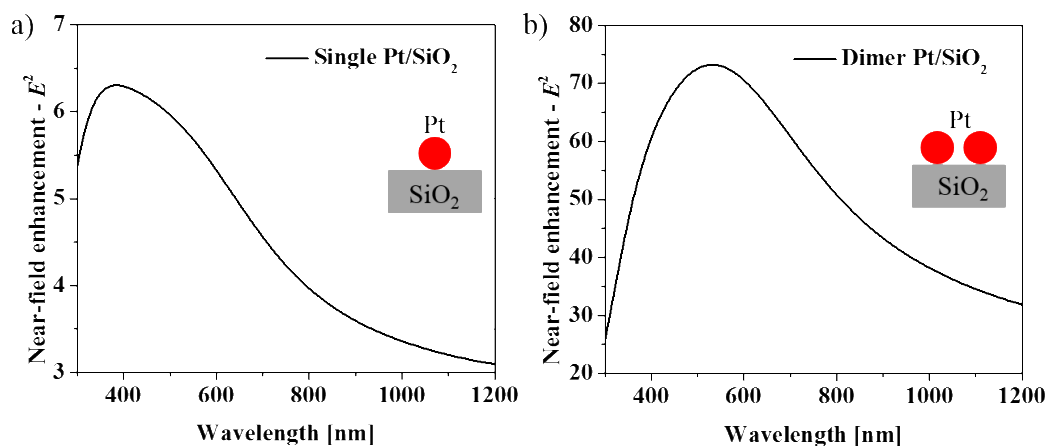 a)
7
6
5
4
3
Near-field enhancement - E²
Single Pt/SiO₂
Pt
SiO₂
400
600
800
1000
1200
Wavelength [nm]
b)
80
70
60
50
40
30
20
Near-field enhancement - E²
Dimer Pt/SiO₂
Pt
SiO₂
400
600
800
1000
1200
Wavelength [nm]